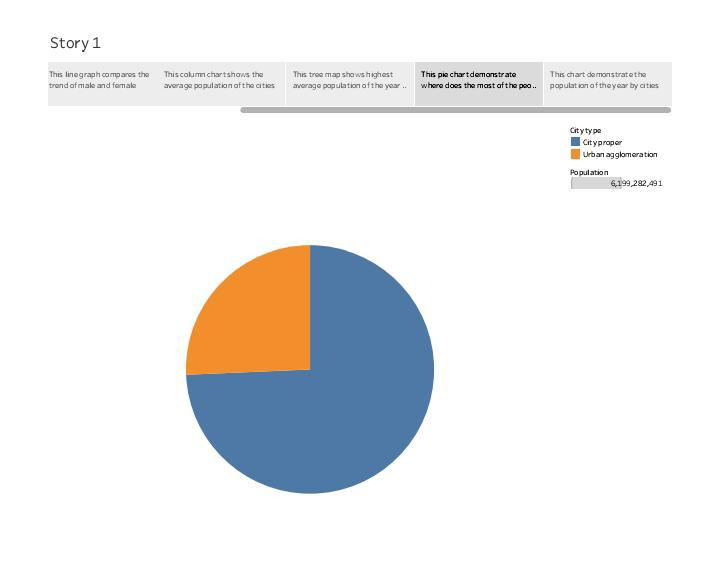 Story 1
This line graph compares the
trend of male and female
This column chart shows the
average population of the cities
This tree map shows highest
average population of the year ..
This pie chart demonstrate
where does the most of the peo..
This chart demonstrate the
population of the year by cities
City type
City proper
Urban agglomeration
Population
6,199,282,491